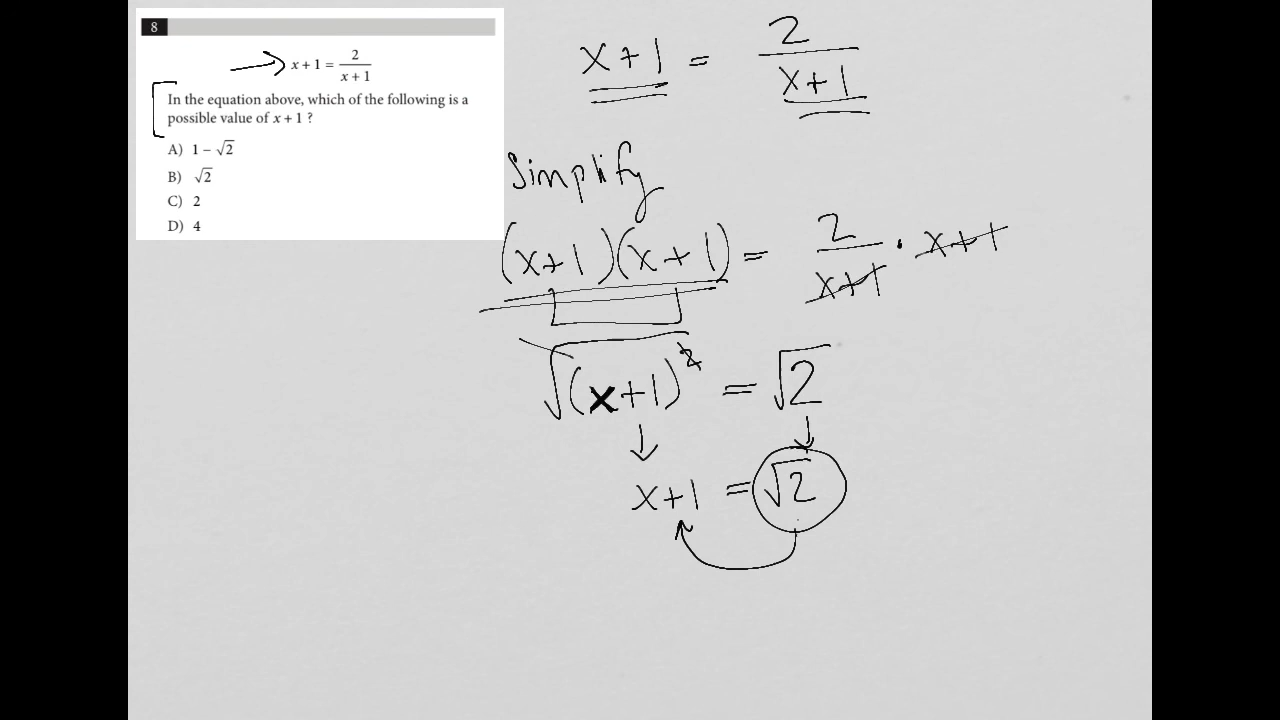 8
x + 1 = 2/(x + 1)
In the equation above, which of the following is a
possible value of x + 1 ?
A) 1 − √2
B) √2
C) 2
D) 4
x + 1 = 2/(x + 1)
Simplify
(x + 1)(x + 1) = 2/(x + 1) · x + 1
√(x + 1)² = √2
x + 1 = √2